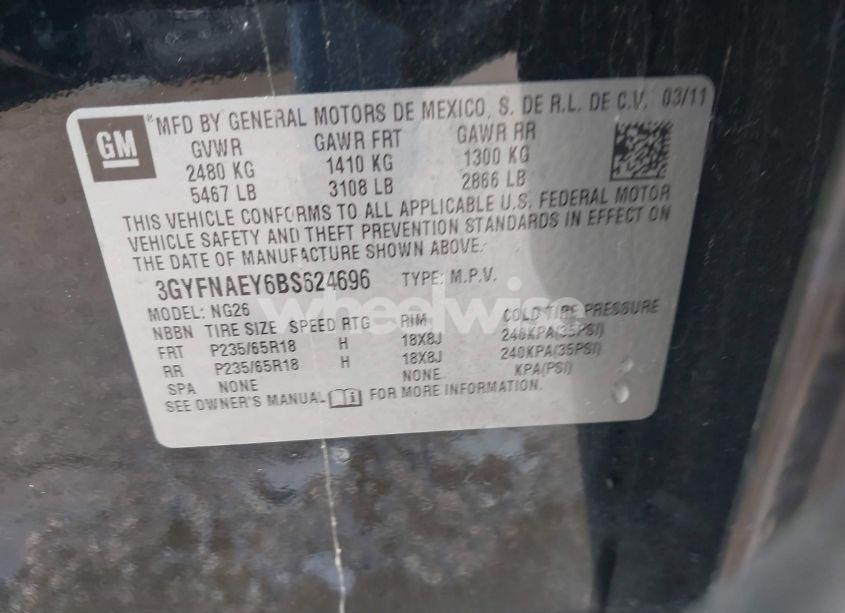 GM
®MFD BY GENERAL MOTORS DE MEXICO, S. DE R.L. DE C.V. 03/11
GVWR GAWR FRT GAWR RR
2480 KG 1410 KG 1300 KG
5467 LB 3108 LB 2866 LB
THIS VEHICLE CONFORMS TO ALL APPLICABLE U.S. FEDERAL MOTOR
VEHICLE SAFETY AND THEFT PREVENTION STANDARDS IN EFFECT ON
THE DATE OF MANUFACTURE SHOWN ABOVE.
3GYFNAEY6BS624696 TYPE: M.P.V.
MODEL: NG26
NBBN TIRE SIZE SPEED RTG RIM COLD TIRE PRESSURE
FRT P235/65R18 H 18X8J 240KPA(35PSI)
RR P235/65R18 H 18X8J 240KPA(35PSI)
SPA NONE NONE KPA(PSI)
SEE OWNER'S MANUAL FOR MORE INFORMATION.
wheelwise